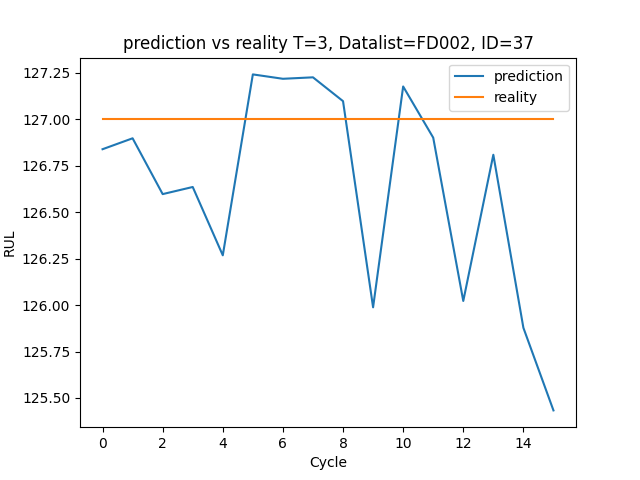 prediction vs reality T=3, Datalist=FD002, ID=37
prediction
reality
127.25
127.00
126.75
126.50
126.25
126.00
125.75
125.50
RUL
0 2 4 6 8 10 12 14
Cycle